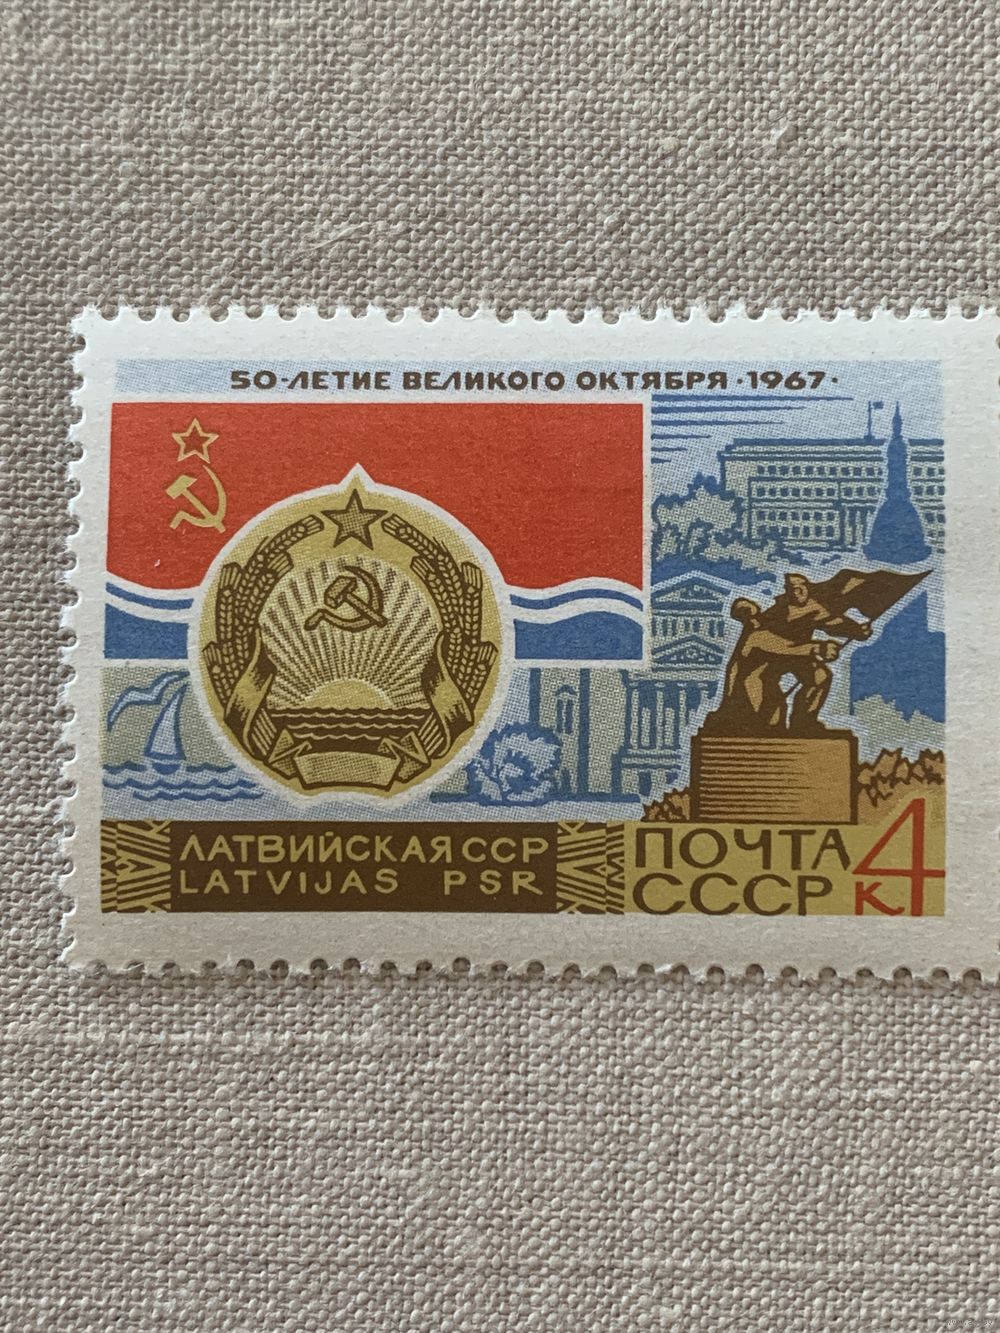 50-ЛЕТИЕ ВЕЛИКОГО ОКТЯБРЯ · 1967 ·
ЛАТВИЙСКАЯ ССР
LATVIJAS PSR
ПОЧТА
СССР
4
к